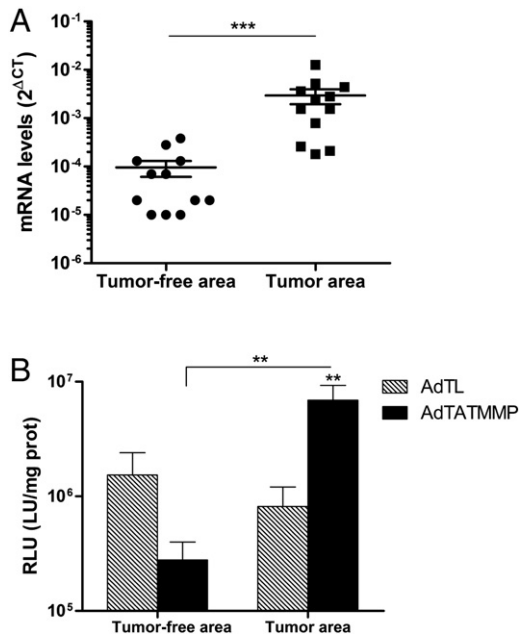 A
***
mRNA levels (2^ΔCT)
10^-1
10^-2
10^-3
10^-4
10^-5
10^-6
Tumor-free area
Tumor area
B
**
**
AdTL
AdTATMMP
RLU (LU/mg prot)
10^7
10^6
10^5
Tumor-free area
Tumor area